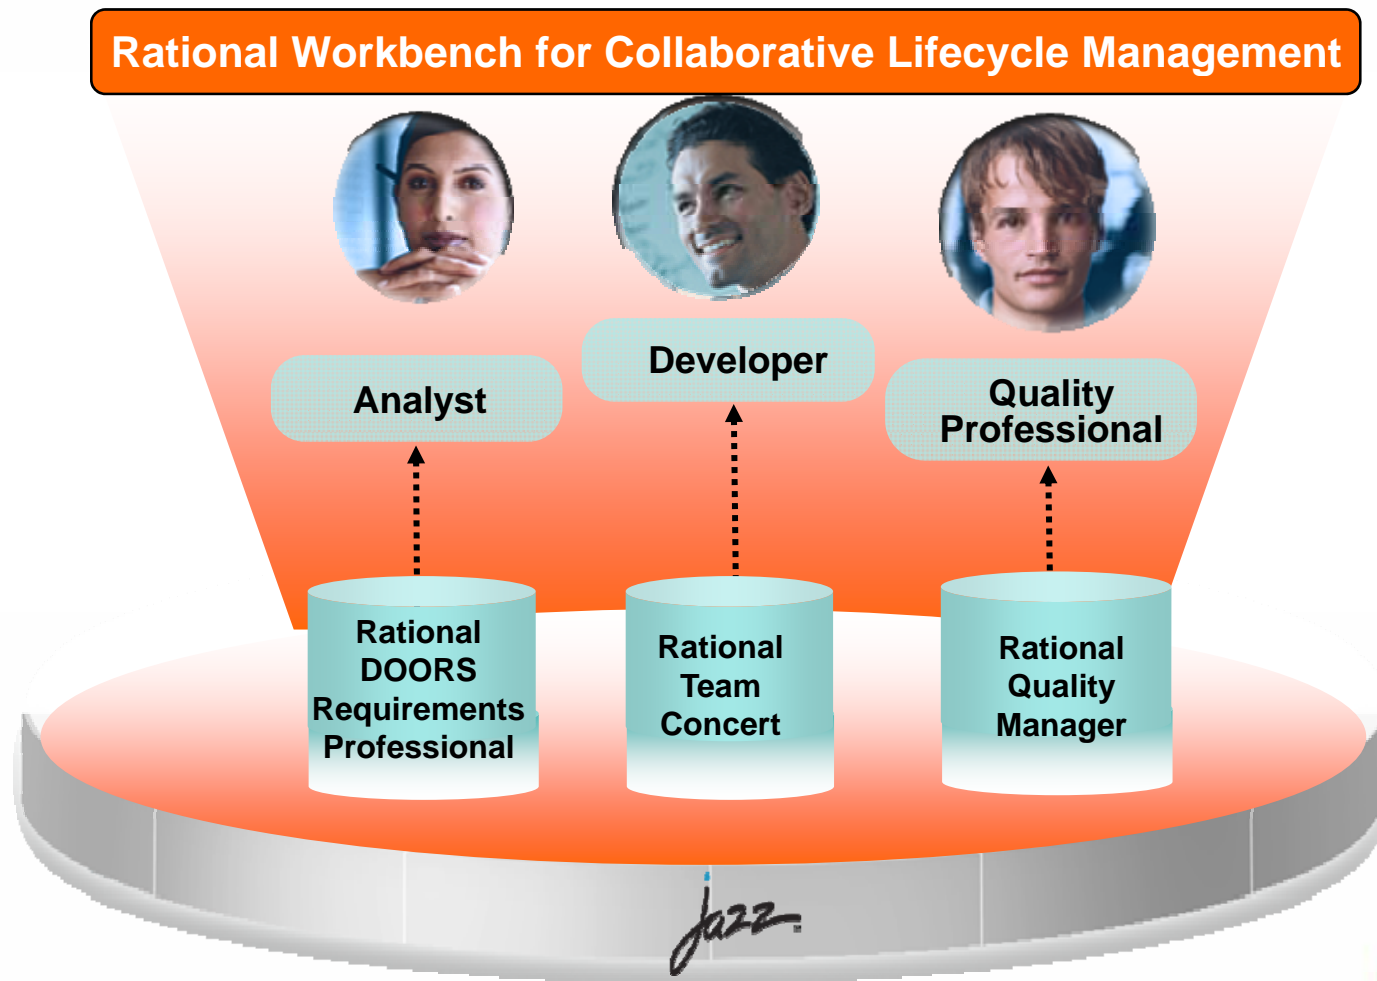 Rational Workbench for Collaborative Lifecycle Management
Analyst
Developer
Quality
Professional
Rational
DOORS
Requirements
Professional
Rational
Team
Concert
Rational
Quality
Manager
jazz